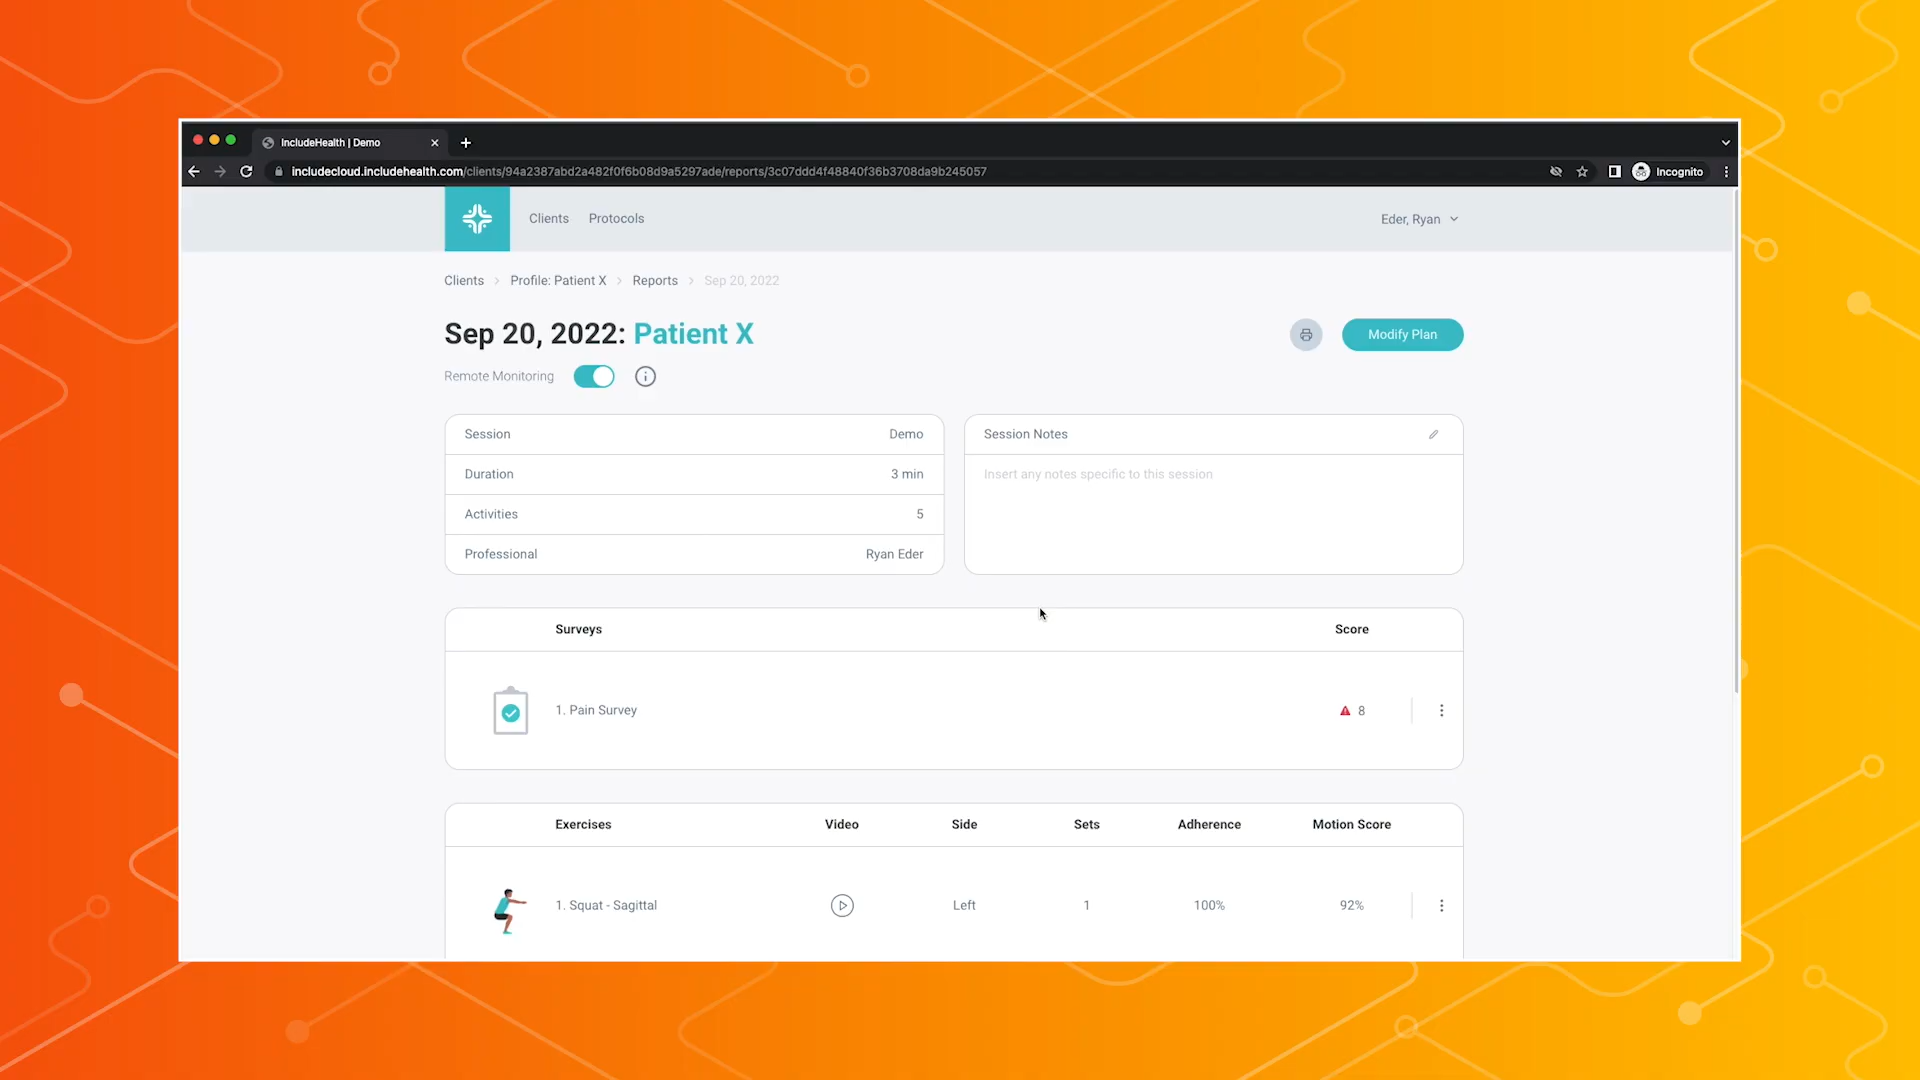 IncludeHealth | Demo
includecloud.includehealth.com/clients/94a2387abd2a482f0f6b08d9a5297ade/reports/3c07ddd4f48840f36b3708da9b245057
Incognito
Clients Protocols
Eder, Ryan
Clients > Profile: Patient X > Reports > Sep 20, 2022
Sep 20, 2022: Patient X
Modify Plan
Remote Monitoring
Session Demo
Duration 3 min
Activities 5
Professional Ryan Eder
Session Notes
Insert any notes specific to this session
Surveys Score
1. Pain Survey 8
Exercises Video Side Sets Adherence Motion Score
1. Squat - Sagittal Left 1 100% 92%